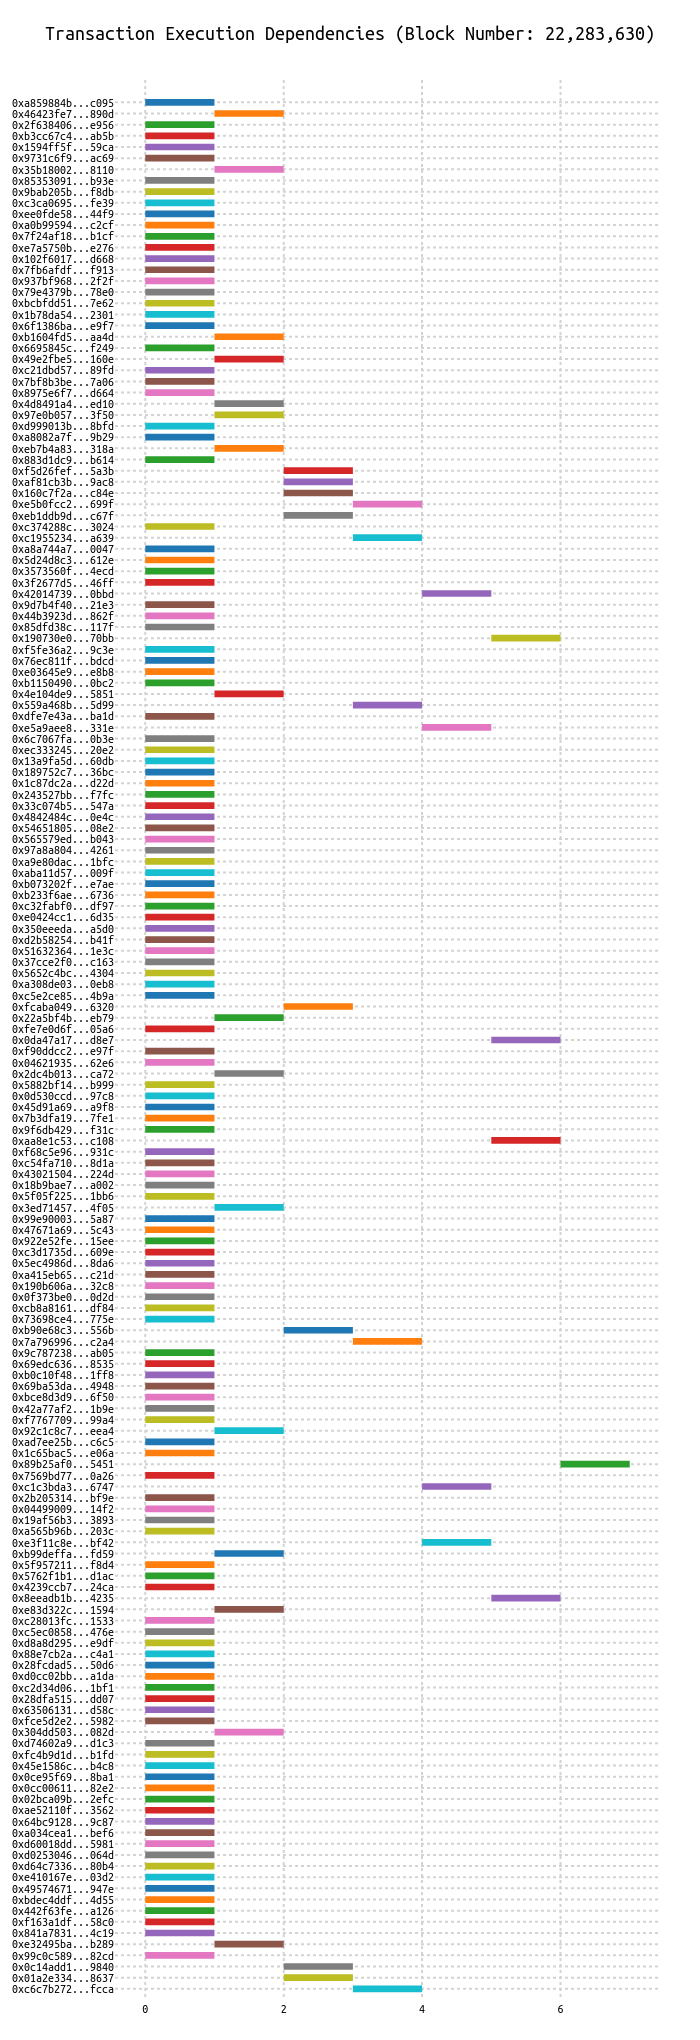 Transaction Execution Dependencies (Block Number: 22,283,630)
0xa859884b...c095
0x46423fe7...890d
0x2f638406...e956
0xb3cc67c4...ab5b
0x1594ff5f...59ca
0x9731c6f9...ac69
0x35b18002...8110
0x85353091...b93e
0x9bab205b...f8db
0xc3ca0695...fe39
0xee0fde58...44f9
0xa0b99594...c2cf
0x7f24af18...b1cf
0xe7a5750b...e276
0x102f6017...d668
0x7fb6afdf...f913
0x937bf968...2f2f
0x79e4379b...78e0
0xbcbfdd51...7e62
0x1b78da54...2301
0x6f1386ba...e9f7
0xb1604fd5...aa4d
0x6695845c...f249
0x49e2fbe5...160e
0xc21dbd57...89fd
0x7bf8b3be...7a06
0x8975e6f7...d664
0x4d8491a4...ed10
0x97e0b057...3f50
0xd999013b...8bfd
0xa8082a7f...9b29
0xeb7b4a83...318a
0x883d1dc9...b614
0xf5d26fef...5a3b
0xaf81cb3b...9ac8
0x160c7f2a...c84e
0xe5b0fcc2...699f
0xeb1ddb9d...c67f
0xc374288c...3024
0xc1955234...a639
0xa8a744a7...0047
0x5d24d8c3...612e
0x3573560f...4ecd
0x3f2677d5...46ff
0x42014739...0bbd
0x9d7b4f40...21e3
0x44b3923d...862f
0x85dfd38c...117f
0x190730e0...70bb
0xf5fe36a2...9c3e
0x76ec811f...bdcd
0xe03645e9...e8b8
0xb1150490...0bc2
0x4e104de9...5851
0x559a468b...5d99
0xdfe7e43a...ba1d
0xe5a9aee8...331e
0x6c7067fa...0b3e
0xec333245...20e2
0x13a9fa5d...60db
0x189752c7...36bc
0x1c87dc2a...d22d
0x243527bb...f7fc
0x33c074b5...547a
0x4842484c...0e4c
0x54651805...08e2
0x565579ed...b043
0x97a8a804...4261
0xa9e80dac...1bfc
0xaba11d57...009f
0xb073202f...e7ae
0xb233f6ae...6736
0xc32fabf0...df97
0xe0424cc1...6d35
0x350eeeda...a5d0
0xd2b58254...b41f
0x51632364...1e3c
0x37cce2f0...c163
0x5652c4bc...4304
0xa308de03...0eb8
0xc5e2ce85...4b9a
0xfcaba049...6320
0x22a5bf4b...eb79
0xfe7e0d6f...05a6
0x0da47a17...d8e7
0xf90ddcc2...e97f
0x04621935...62e6
0x2dc4b013...ca72
0x5882bf14...b999
0x0d530ccd...97c8
0x45d91a69...a9f8
0x7b3dfa19...7fe1
0x9f6db429...f31c
0xaa8e1c53...c108
0xf68c5e96...931c
0xc54fa710...8d1a
0x43021504...224d
0x18b9bae7...a002
0x5f05f225...1bb6
0x3ed71457...4f05
0x99e90003...5a87
0x47671a69...5c43
0x922e52fe...15ee
0xc3d1735d...609e
0x5ec4986d...8da6
0xa415eb65...c21d
0x190b606a...32c8
0x0f373be0...0d2d
0xcb8a8161...df84
0x73698ce4...775e
0xb90e68c3...556b
0x7a796996...c2a4
0x9c787238...ab05
0x69edc636...8535
0xb0c10f48...1ff8
0x69ba53da...4948
0xbce8d3d9...6f50
0x42a77af2...1b9e
0xf7767709...99a4
0x92c1c8c7...eea4
0xad7ee25b...c6c5
0x1c65bac5...e06a
0x89b25af0...5451
0x7569bd77...0a26
0xc1c3bda3...6747
0x2b205314...bf9e
0x04499009...14f2
0x19af56b3...3893
0xa565b96b...203c
0xe3f11c8e...bf42
0xb99deffa...fd59
0x5f957211...f8d4
0x5762f1b1...d1ac
0x4239ccb7...24ca
0x8eeadb1b...4235
0xe83d322c...1594
0xc28013fc...1533
0xc5ec0858...476e
0xd8a8d295...e9df
0x88e7cb2a...c4a1
0x28fcdad5...50d6
0xd0cc02bb...a1da
0xc2d34d06...1bf1
0x28dfa515...dd07
0x63506131...d58c
0xfce5d2e2...5982
0x304dd503...082d
0xd74602a9...d1c3
0xfc4b9d1d...b1fd
0x45e1586c...b4c8
0x0ce95f69...8ba1
0x0cc00611...82e2
0x02bca09b...2efc
0xae52110f...3562
0x64bc9128...9c87
0xa034cea1...bef6
0xd60018dd...5981
0xd0253046...064d
0xd64c7336...80b4
0xe410167e...03d2
0x49574671...947e
0xbdec4ddf...4d55
0x442f63fe...a126
0xf163a1df...58c0
0x841a7831...4c19
0xe32495ba...b289
0x99c0c589...82cd
0x0c14add1...9840
0x01a2e334...8637
0xc6c7b272...fcca
0 2 4 6